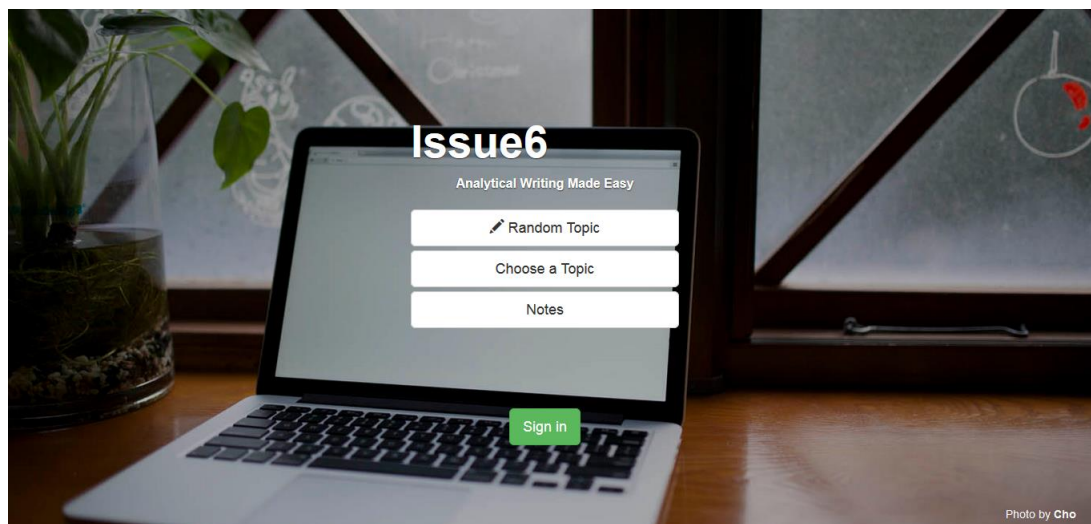 Issue6
Analytical Writing Made Easy
Random Topic
Choose a Topic
Notes
Sign in
Photo by Cho